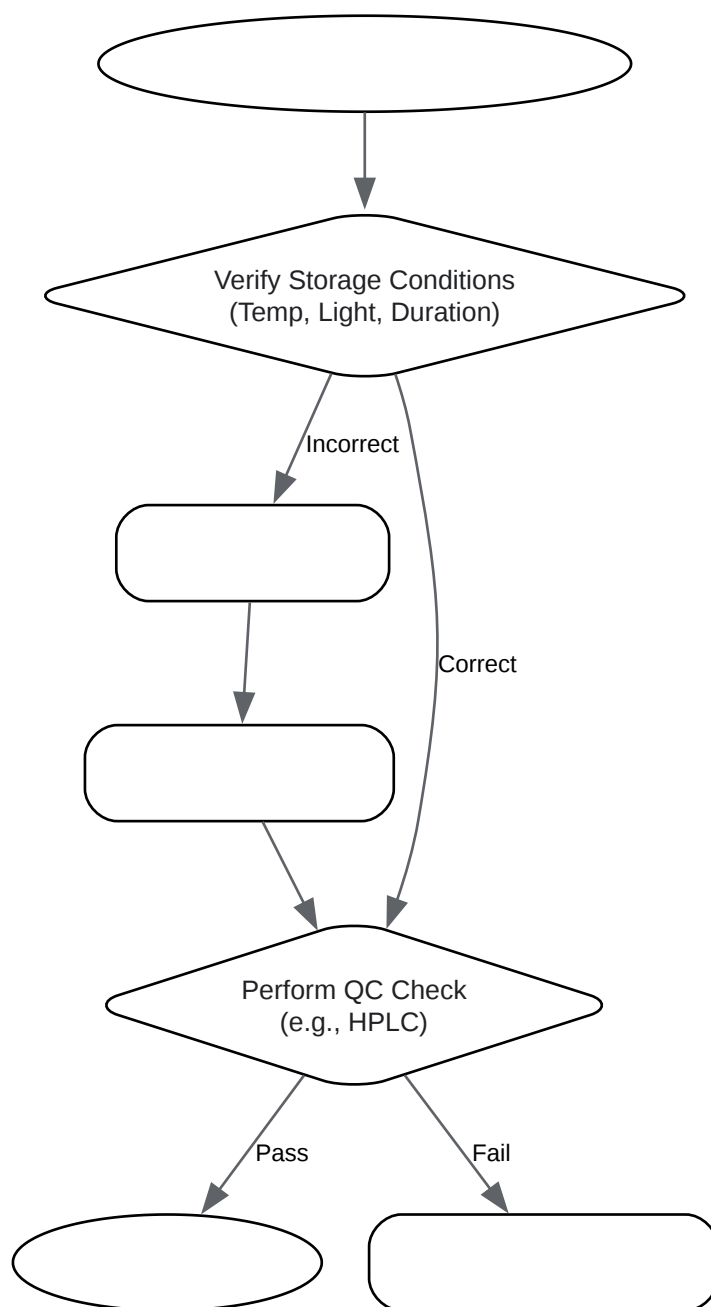 Verify Storage Conditions
(Temp, Light, Duration)
Incorrect
Correct
Perform QC Check
(e.g., HPLC)
Pass
Fail